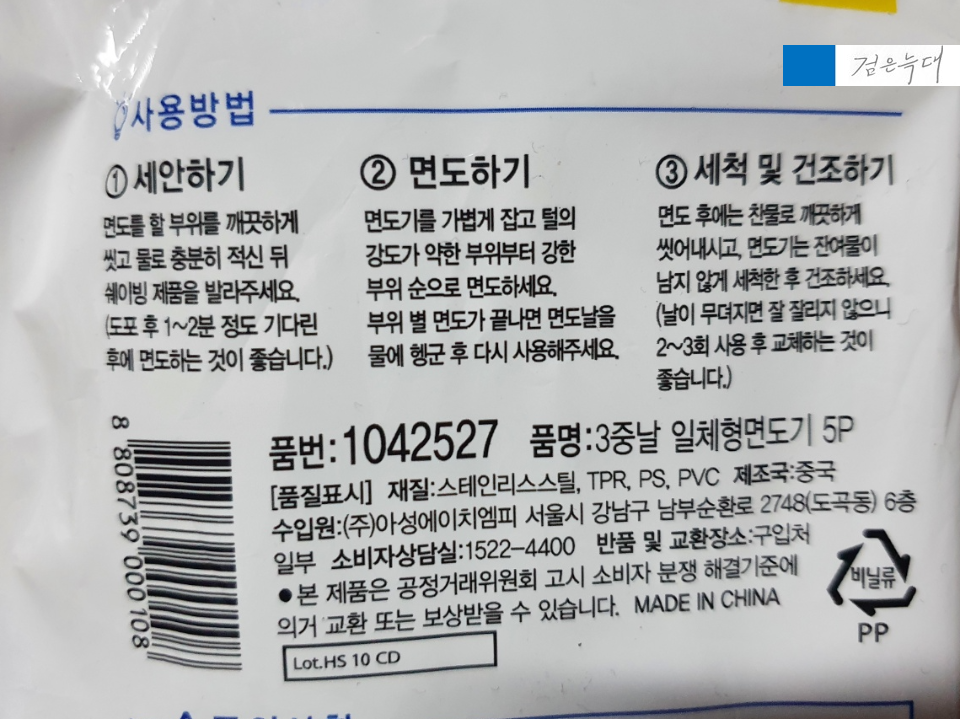 검은늑대
사용방법
① 세안하기
면도를 할 부위를 깨끗하게
씻고 물로 충분히 적신 뒤
쉐이빙 제품을 발라주세요.
(도포 후 1~2분 정도 기다린
후에 면도하는 것이 좋습니다.)
② 면도하기
면도기를 가볍게 잡고 털의
강도가 약한 부위부터 강한
부위 순으로 면도하세요.
부위 별 면도가 끝나면 면도날을
물에 헹군 후 다시 사용해주세요.
③ 세척 및 건조하기
면도 후에는 찬물로 깨끗하게
씻어내시고, 면도기는 잔여물이
남지 않게 세척한 후 건조하세요.
(날이 무뎌지면 잘 잘리지 않으니
2~3회 사용 후 교체하는 것이
좋습니다.)
8 808739 000108
품번:1042527 품명:3중날 일체형면도기 5P
[품질표시] 재질:스테인리스스틸, TPR, PS, PVC 제조국:중국
수입원:(주)아성에이치엠피 서울시 강남구 남부순환로 2748(도곡동) 6층
일부 소비자상담실:1522-4400 반품 및 교환장소:구입처
●본 제품은 공정거래위원회 고시 소비자 분쟁 해결기준에
의거 교환 또는 보상받을 수 있습니다. MADE IN CHINA
비닐류
PP
Lot.HS 10 CD